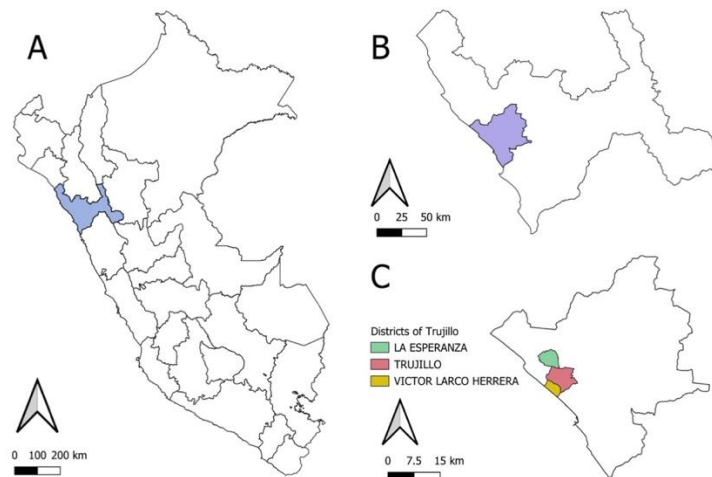 A
0 100 200 km
B
0 25 50 km
C
Districts of Trujillo
LA ESPERANZA
TRUJILLO
VICTOR LARCO HERRERA
0 7.5 15 km